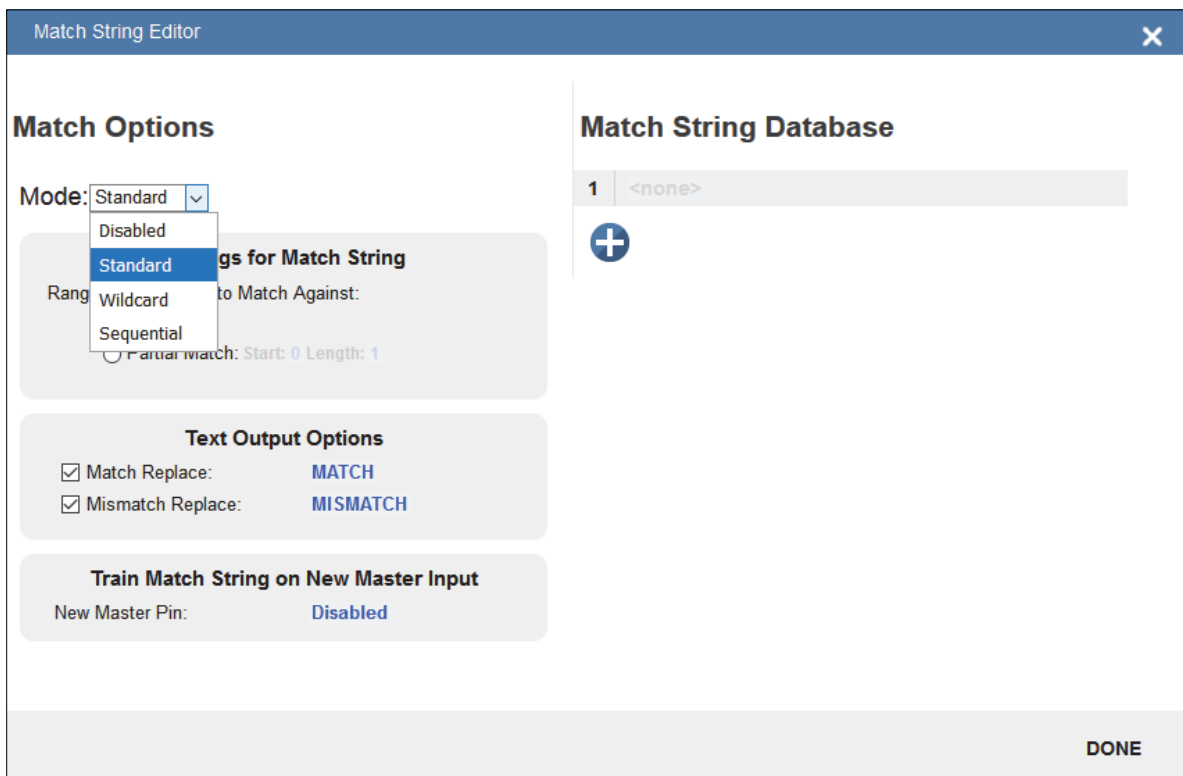 Match String Editor
Match Options
Mode: Standard
Disabled
Standard
Wildcard
Sequential
gs for Match String
Rang to Match Against:
Partial Match: Start: 0 Length: 1
Text Output Options
Match Replace: MATCH
Mismatch Replace: MISMATCH
Train Match String on New Master Input
New Master Pin: Disabled
Match String Database
1 <none>
DONE